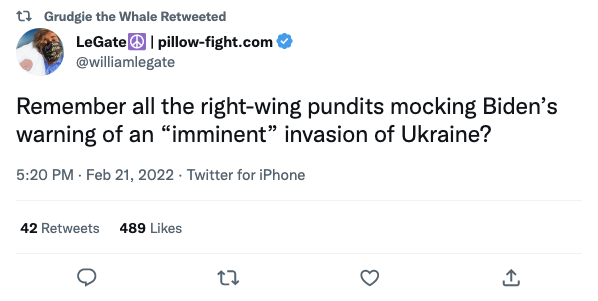 Grudgie the Whale Retweeted
LeGate☮️ | pillow-fight.com
@williamlegate
Remember all the right-wing pundits mocking Biden’s
warning of an “imminent” invasion of Ukraine?
5:20 PM · Feb 21, 2022 · Twitter for iPhone
42 Retweets 489 Likes